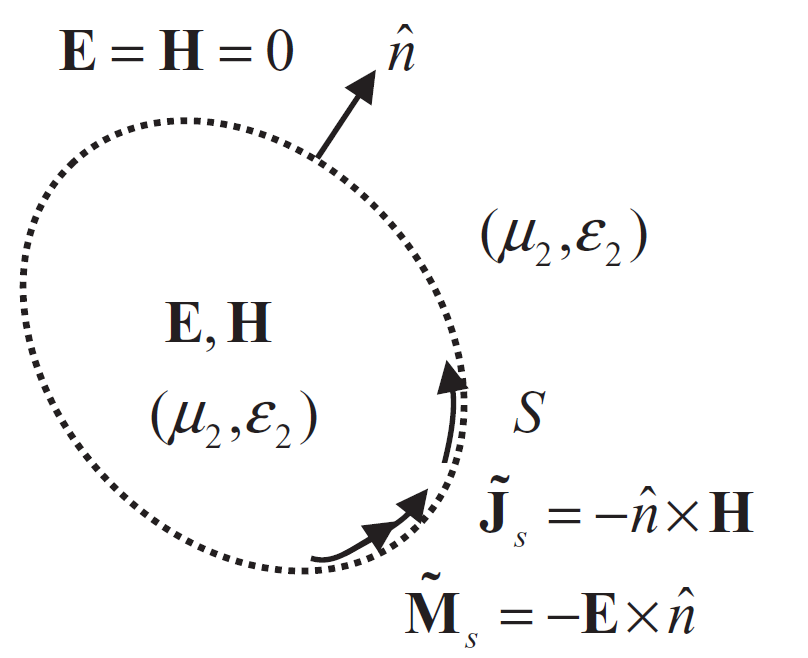 E = H = 0
n̂
(μ₂,ε₂)
E, H
(μ₂,ε₂)
S
J̃ₛ = −n̂×H
M̃ₛ = −E×n̂